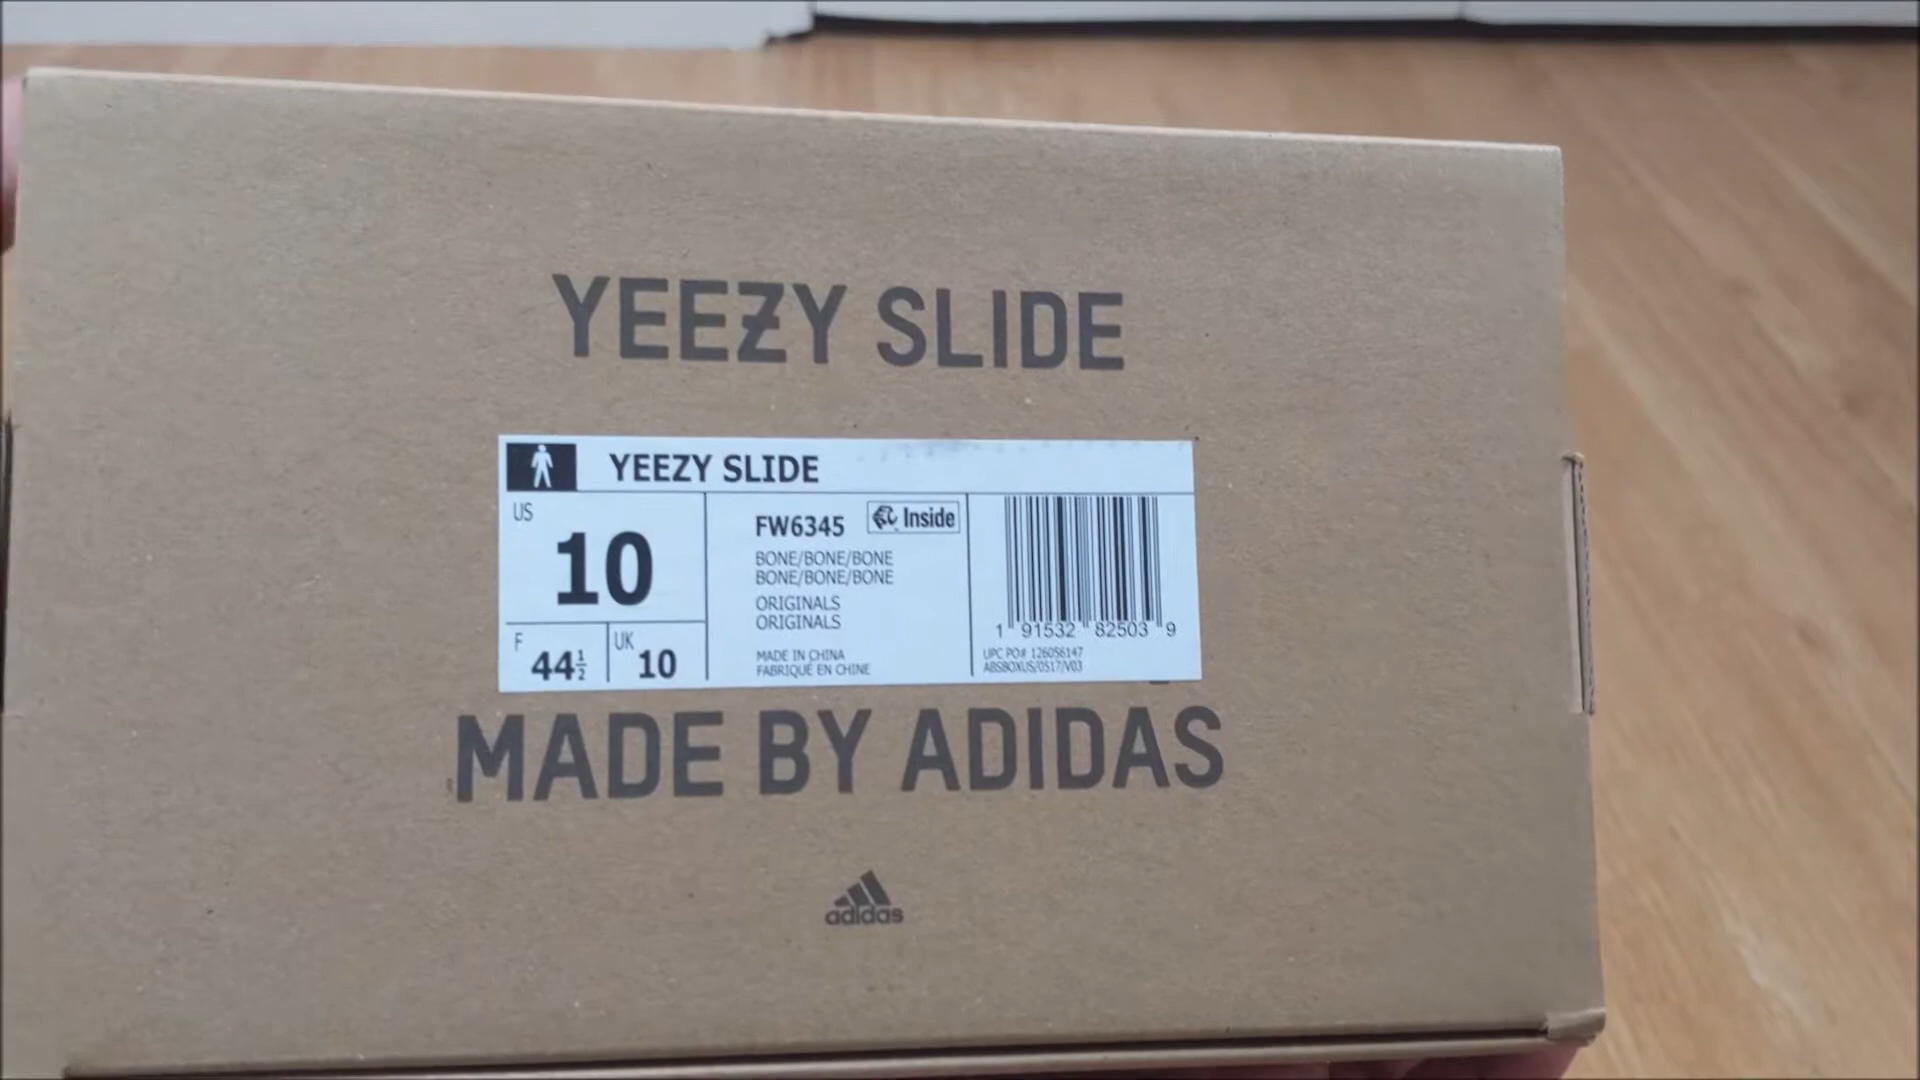 YEEZY SLIDE
YEEZY SLIDE
US
10
F
44½
UK
10
FW6345
Inside
BONE/BONE/BONE
BONE/BONE/BONE
ORIGINALS
ORIGINALS
MADE IN CHINA
FABRIQUÉ EN CHINE
1 91532 82503 9
UPC PO# 126056147
ABSBOXUS/0517/V03
MADE BY ADIDAS
adidas